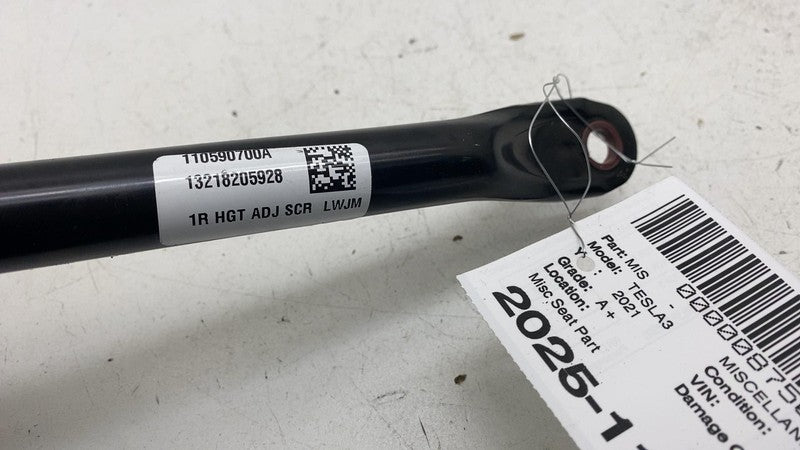 110590700A
13218205928
1R HGT ADJ SCR LWJM
Part: MIS -
Model: TESLA3
Y : 2021
Grade: A+
Location:
Misc Seat Part
2025-1
0000087
MISCELLAN
Condition:
VIN:
Damage C